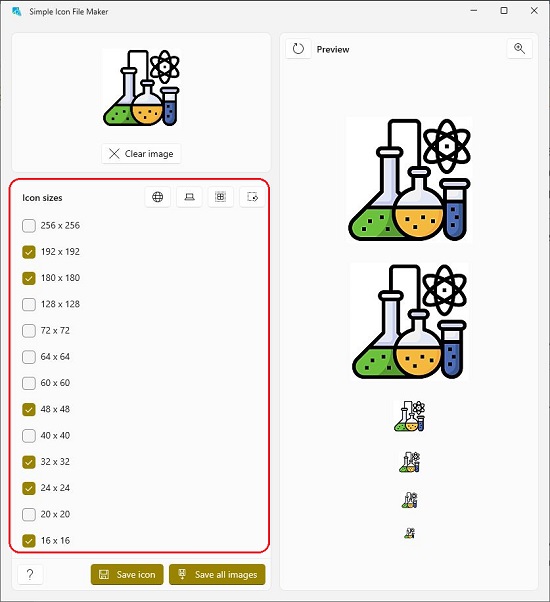 Simple Icon File Maker
Clear image
Icon sizes
256 x 256
192 x 192
180 x 180
128 x 128
72 x 72
64 x 64
60 x 60
48 x 48
40 x 40
32 x 32
24 x 24
20 x 20
16 x 16
?
Save icon
Save all images
Preview